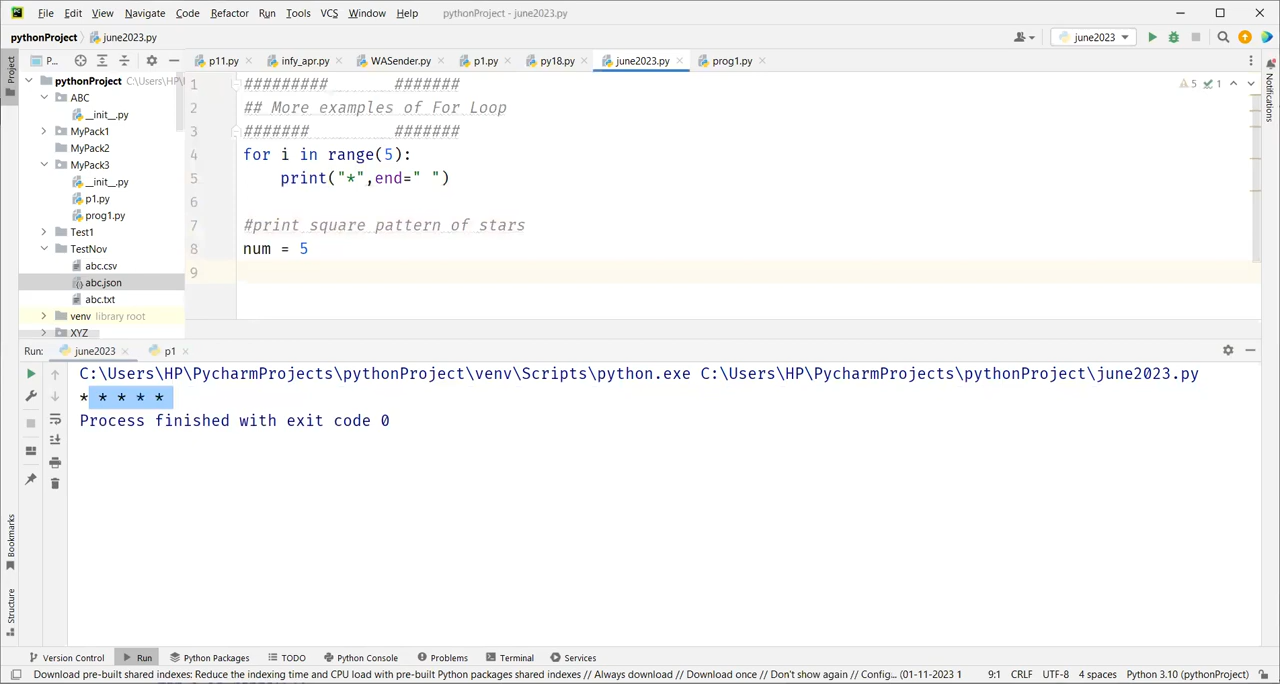 File Edit View Navigate Code Refactor Run Tools VCS Window Help pythonProject - june2023.py
pythonProject june2023.py june2023
Project P... p11.py infy_apr.py WASender.py p1.py py18.py june2023.py prog1.py
pythonProject C:\Users\HP\
ABC
__init__.py
MyPack1
MyPack2
MyPack3
__init__.py
p1.py
prog1.py
Test1
TestNov
abc.csv
abc.json
abc.txt
venv library root
XYZ
1 ######### #######
2 ## More examples of For Loop
3 ####### #######
4 for i in range(5):
5 print("*",end=" ")
6
7 #print square pattern of stars
8 num = 5
9
5 1
Notifications
Run: june2023 p1
C:\Users\HP\PycharmProjects\pythonProject\venv\Scripts\python.exe C:\Users\HP\PycharmProjects\pythonProject\june2023.py
* * * * *
Process finished with exit code 0
Bookmarks
Structure
Version Control Run Python Packages TODO Python Console Problems Terminal Services
Download pre-built shared indexes: Reduce the indexing time and CPU load with pre-built Python packages shared indexes // Always download // Download once // Don't show again // Config... (01-11-2023 1 9:1 CRLF UTF-8 4 spaces Python 3.10 (pythonProject)